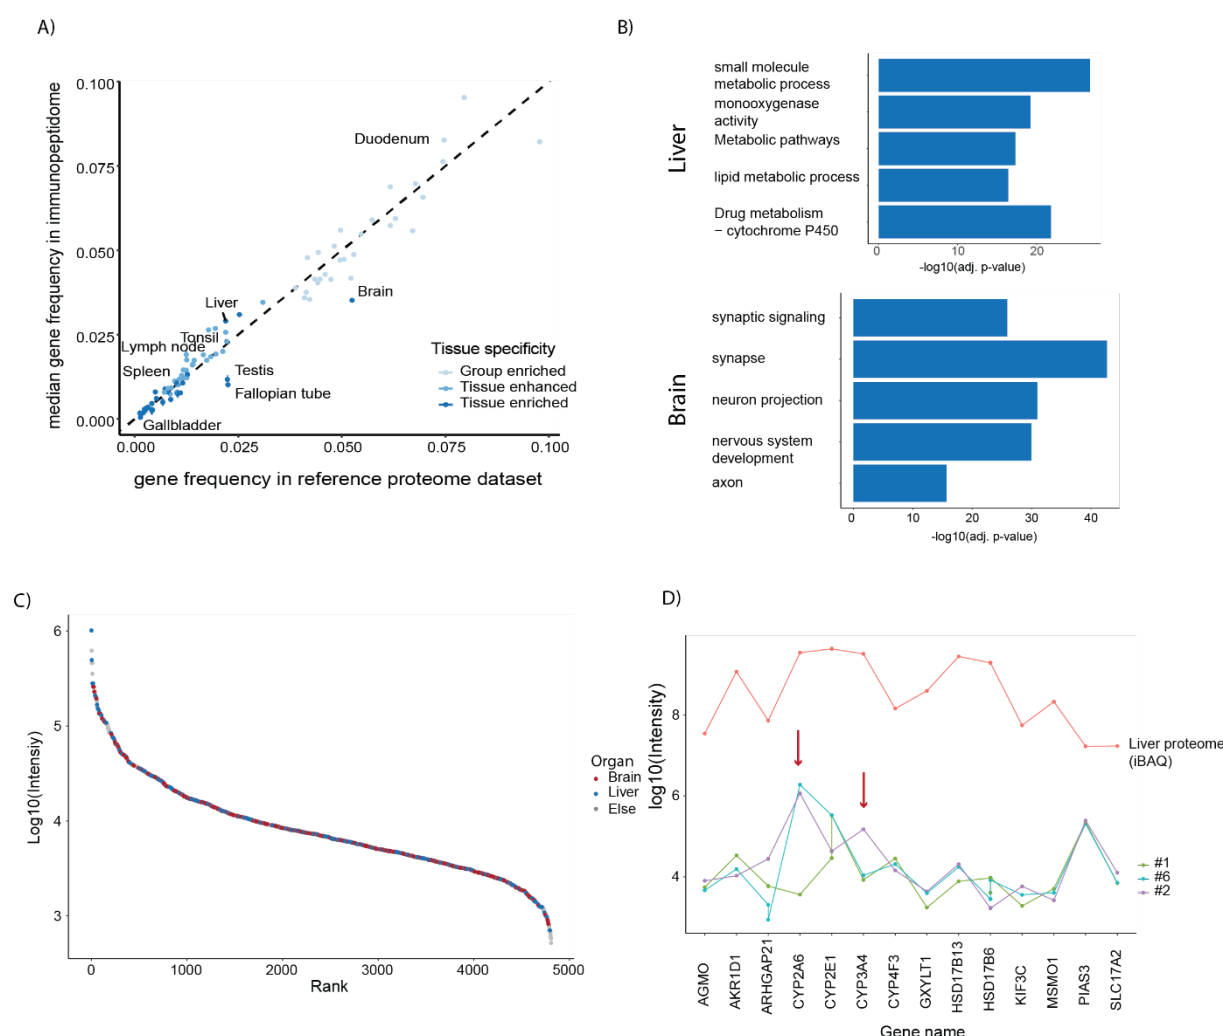 A)
median gene frequency in immunopeptidome
0.100
0.075
0.050
0.025
0.000
Duodenum
Brain
Liver
Tonsil
Lymph node
Spleen
Testis
Fallopian tube
Gallbladder
Tissue specificity
Group enriched
Tissue enhanced
Tissue enriched
0.000
0.025
0.050
0.075
0.100
gene frequency in reference proteome dataset
B)
Liver
small molecule
metabolic process
monooxygenase
activity
Metabolic pathways
lipid metabolic process
Drug metabolism
− cytochrome P450
0
10
20
-log10(adj. p-value)
Brain
synaptic signaling
synapse
neuron projection
nervous system
development
axon
0
10
20
30
40
-log10(adj. p-value)
C)
Log10(Intensiy)
6
5
4
3
0
1000
2000
3000
4000
5000
Rank
Organ
Brain
Liver
Else
D)
log10(Intensity)
8
6
4
Liver proteome
(iBAQ)
#1
#6
#2
AGMO
AKR1D1
ARHGAP21
CYP2A6
CYP2E1
CYP3A4
CYP4F3
GXYLT1
HSD17B13
HSD17B6
KIF3C
MSMO1
PIAS3
SLC17A2
Gene name